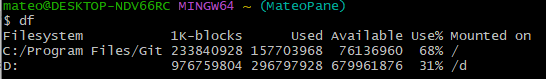 mateo@DESKTOP-NDV66RC MINGW64 ~ (MateoPane)
$ df
Filesystem 1K-blocks Used Available Use% Mounted on
C:/Program Files/Git 233840928 157703968 76136960 68% /
D: 976759804 296797928 679961876 31% /d